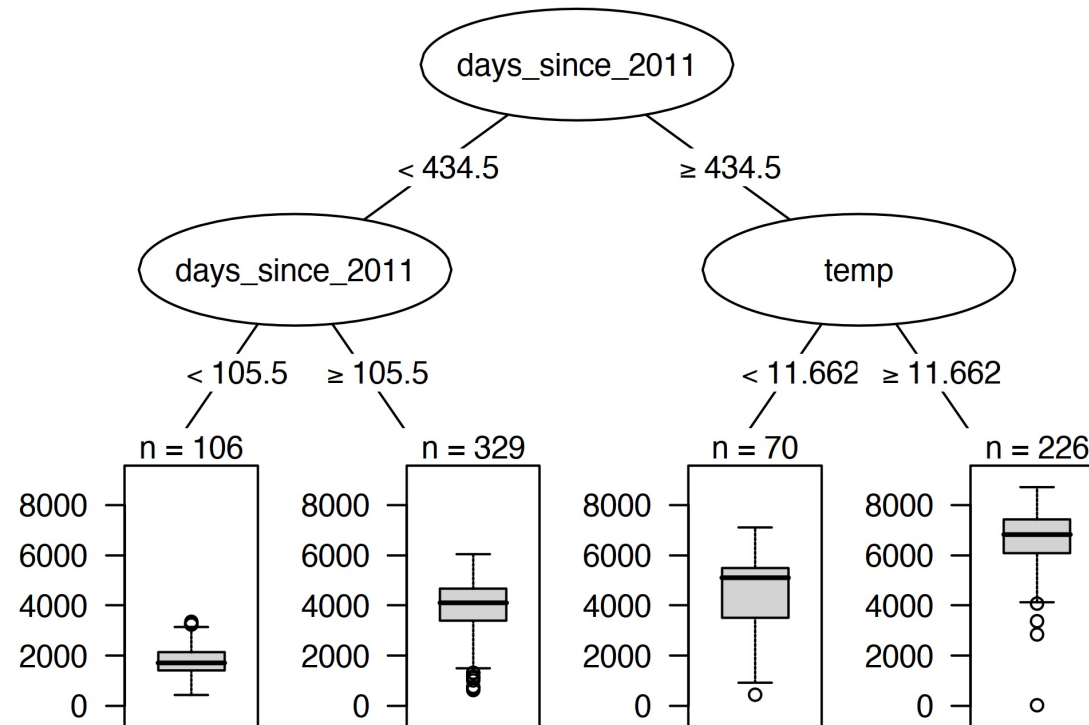 days_since_2011
< 434.5 ≥ 434.5
days_since_2011 temp
< 105.5 ≥ 105.5 < 11.662 ≥ 11.662
n = 106 n = 329 n = 70 n = 226
8000 8000 8000 8000
6000 6000 6000 6000
4000 4000 4000 4000
2000 2000 2000 2000
0 0 0 0